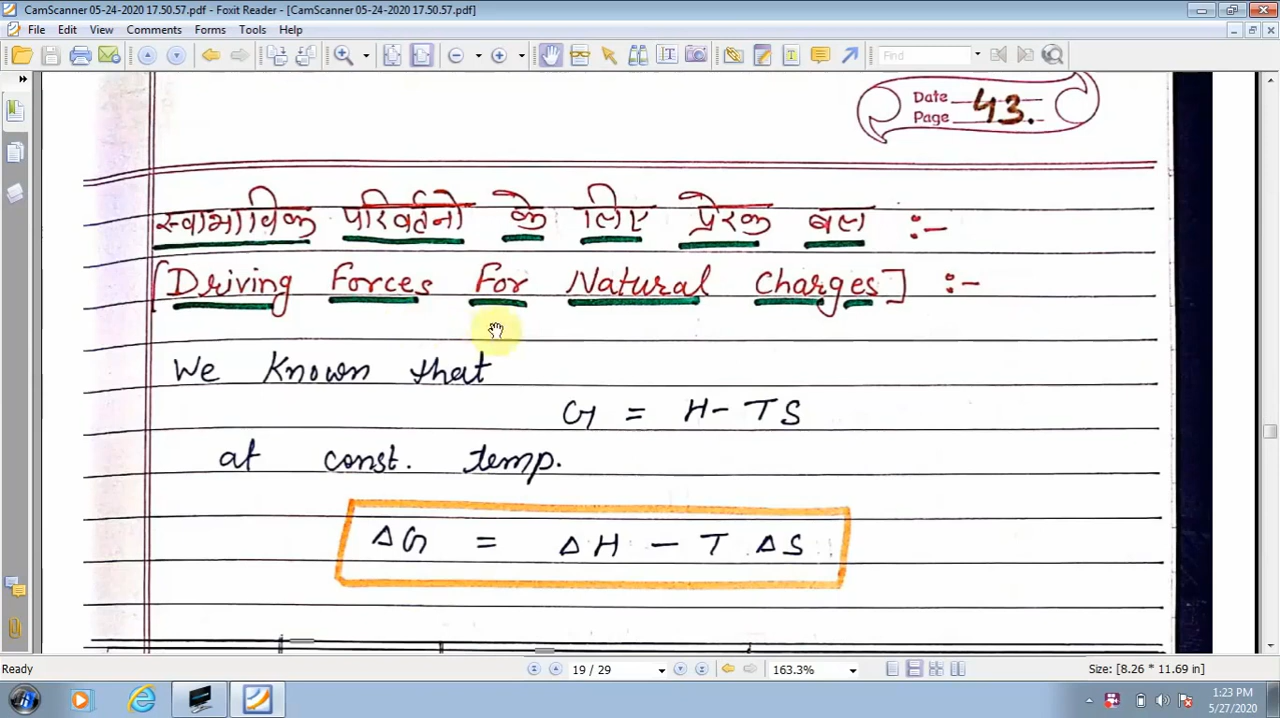 CamScanner 05-24-2020 17.50.57.pdf - Foxit Reader - [CamScanner 05-24-2020 17.50.57.pdf]
File Edit View Comments Forms Tools Help
Find
Date 43.
Page
स्वाभाविक परिवर्तनो के लिए प्रेरक बल :-
[Driving Forces For Natural Charges] :-
We Known that
G = H - TS
at const. temp.
ΔG = ΔH - T ΔS
Ready
19 / 29
163.3%
Size: [8.26 * 11.69 in]
1:23 PM
5/27/2020